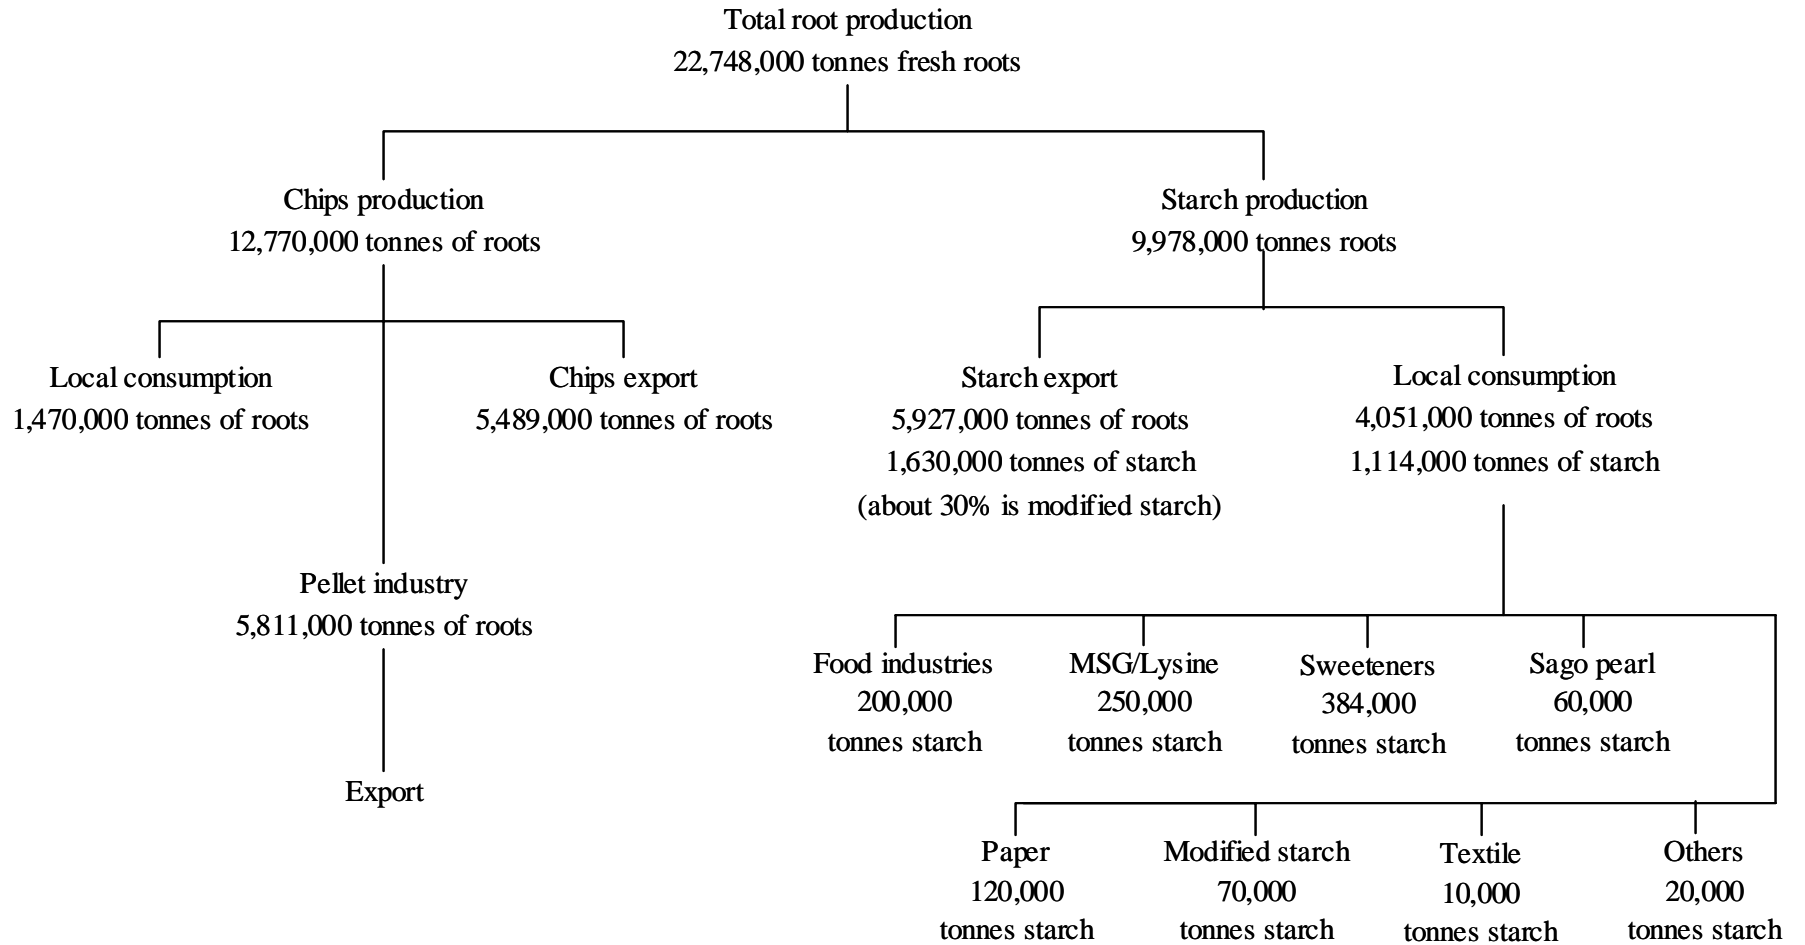 Total root production
22,748,000 tonnes fresh roots
Chips production
12,770,000 tonnes of roots
Starch production
9,978,000 tonnes roots
Local consumption
1,470,000 tonnes of roots
Chips export
5,489,000 tonnes of roots
Starch export
5,927,000 tonnes of roots
1,630,000 tonnes of starch
(about 30% is modified starch)
Local consumption
4,051,000 tonnes of roots
1,114,000 tonnes of starch
Pellet industry
5,811,000 tonnes of roots
Export
Food industries
200,000
tonnes starch
MSG/Lysine
250,000
tonnes starch
Sweeteners
384,000
tonnes starch
Sago pearl
60,000
tonnes starch
Paper
120,000
tonnes starch
Modified starch
70,000
tonnes starch
Textile
10,000
tonnes starch
Others
20,000
tonnes starch